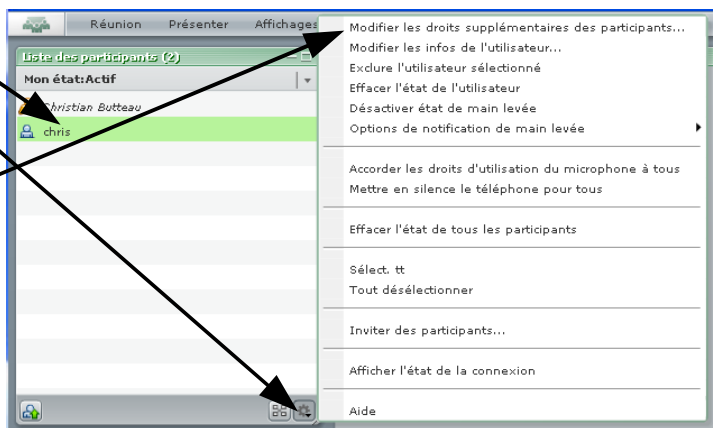 Réunion Présenter Affichages
Liste des participants (2)
Mon état:Actif
Christian Butteau
chris
Modifier les droits supplémentaires des participants...
Modifier les infos de l'utilisateur...
Exclure l'utilisateur sélectionné
Effacer l'état de l'utilisateur
Désactiver état de main levée
Options de notification de main levée
Accorder les droits d'utilisation du microphone à tous
Mettre en silence le téléphone pour tous
Effacer l'état de tous les participants
Sélect. tt
Tout désélectionner
Inviter des participants...
Afficher l'état de la connexion
Aide